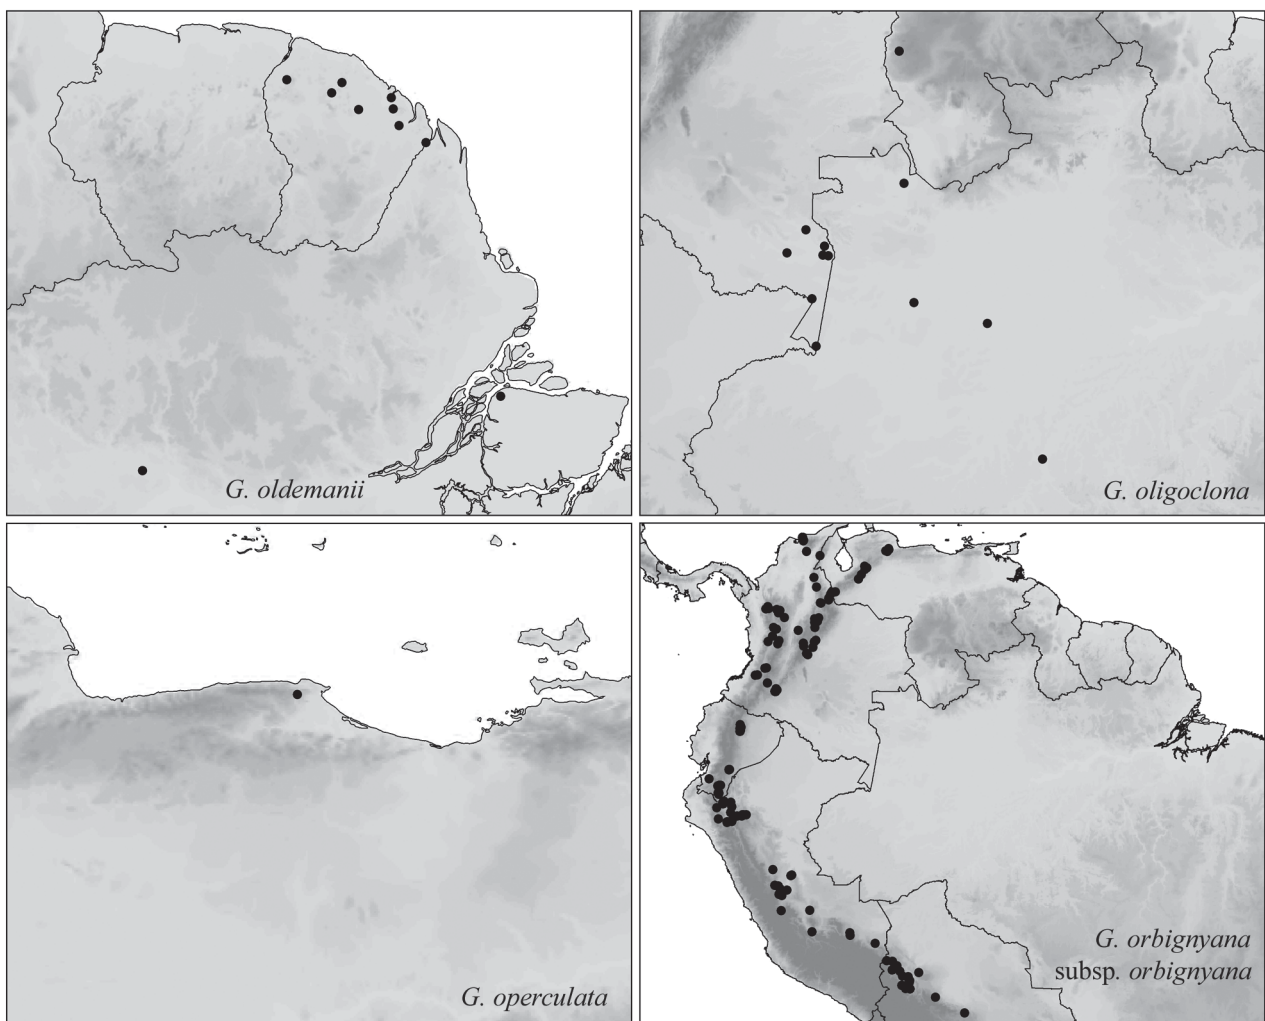 G. oldemanii
G. oligoclona
G. operculata
G. orbignyana
subsp. orbignyana